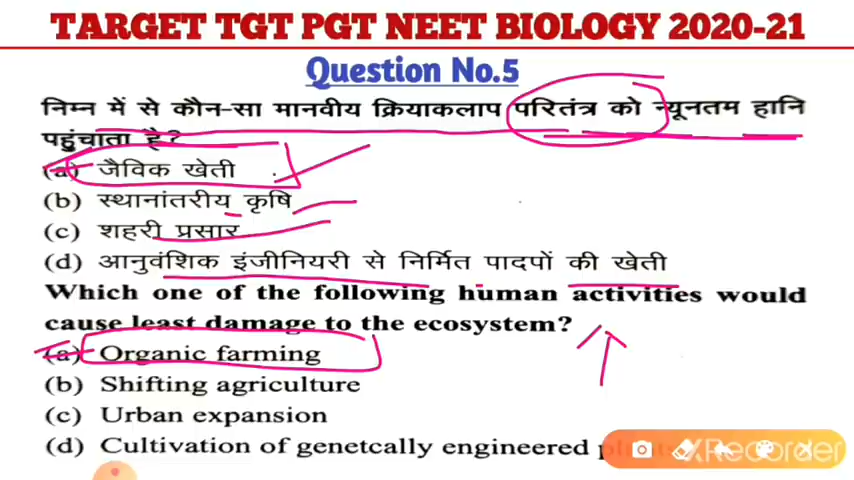 TARGET TGT PGT NEET BIOLOGY 2020-21
Question No.5
निम्न में से कौन-सा मानवीय क्रियाकलाप परितंत्र को न्यूनतम हानि
पहुंचाता है?
(a) जैविक खेती
(b) स्थानांतरीय कृषि
(c) शहरी प्रसार
(d) आनुवंशिक इंजीनियरी से निर्मित पादपों की खेती
Which one of the following human activities would
cause least damage to the ecosystem?
(a) Organic farming
(b) Shifting agriculture
(c) Urban expansion
(d) Cultivation of genetcally engineered
XRecorder